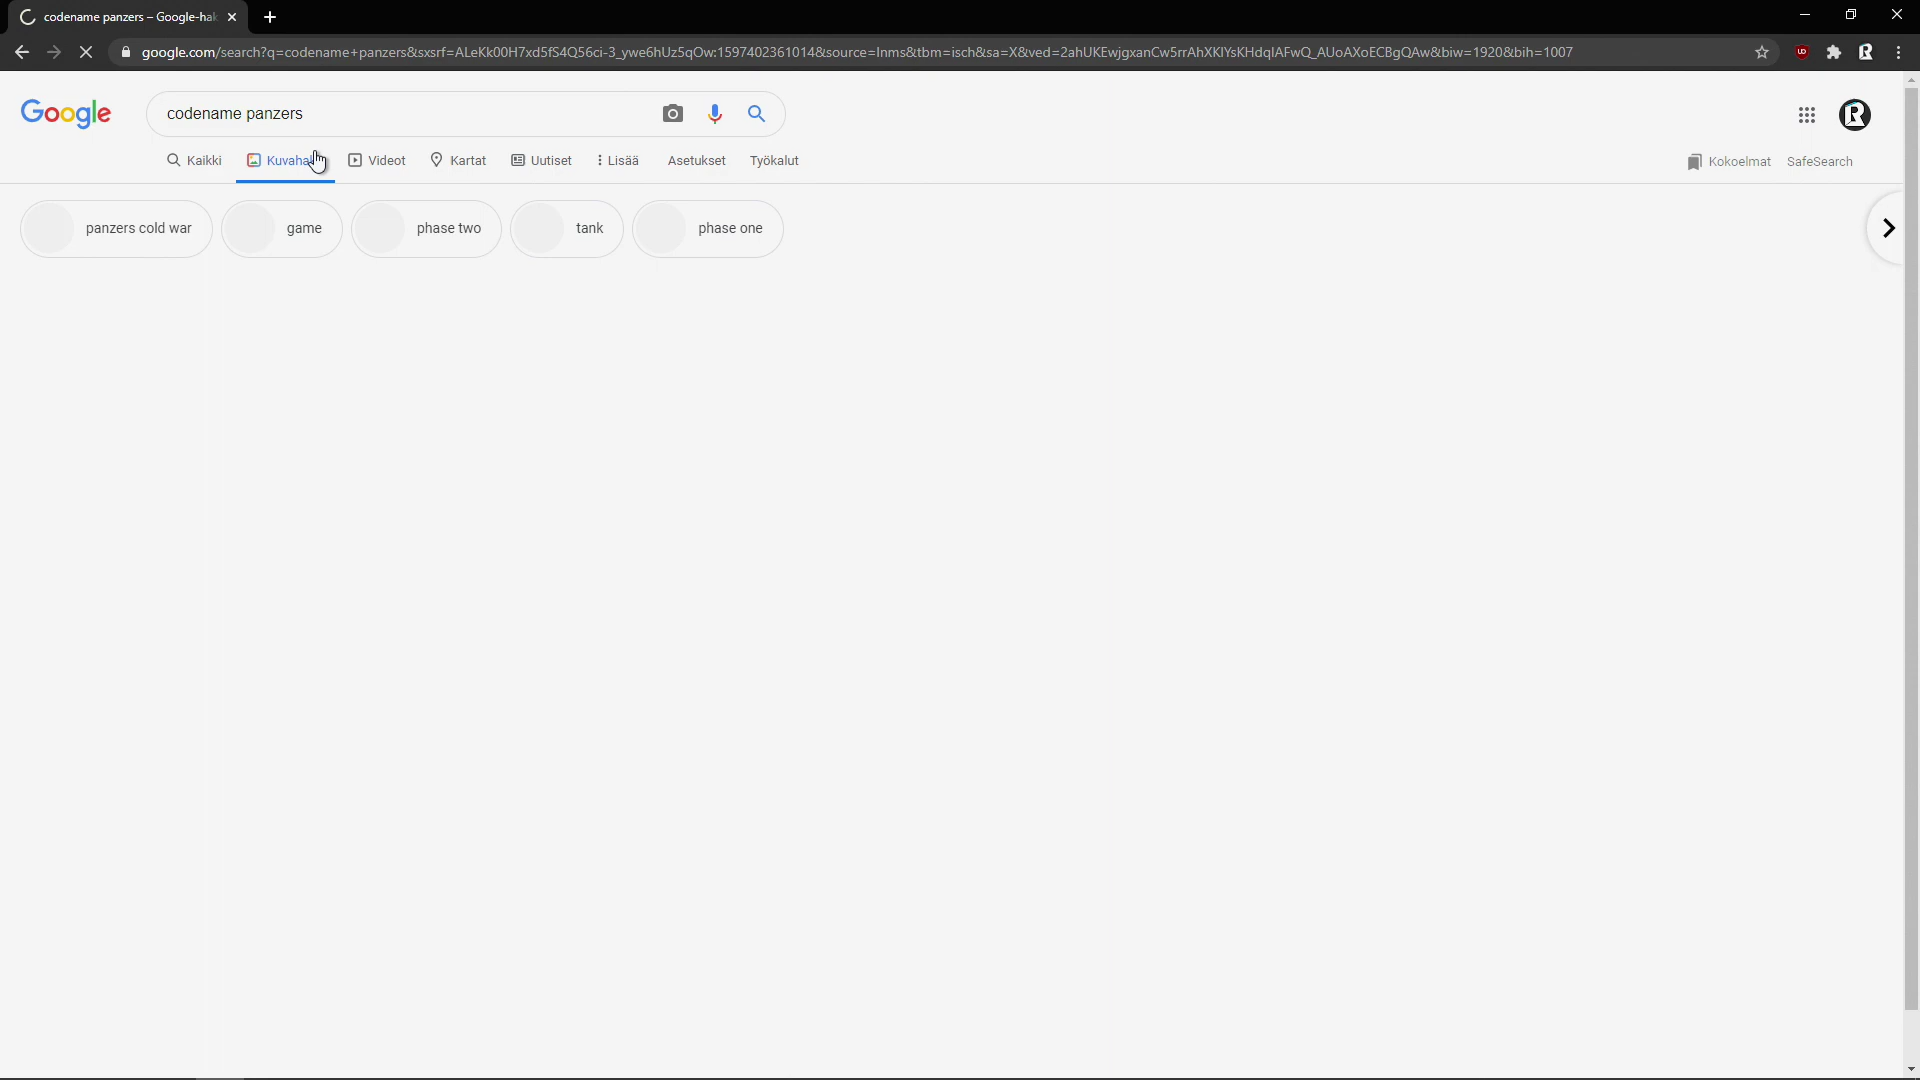 codename panzers – Google-hak
google.com/search?q=codename+panzers&sxsrf=ALeKk00H7xd5fS4Q56ci-3_ywe6hUz5qOw:1597402361014&source=lnms&tbm=isch&sa=X&ved=2ahUKEwjgxanCw5rrAhXKIYsKHdqIAFwQ_AUoAXoECBgQAw&biw=1920&bih=1007
Google
codename panzers
Kaikki Kuvahak Videot Kartat Uutiset Lisää Asetukset Työkalut
Kokoelmat SafeSearch
panzers cold war game phase two tank phase one